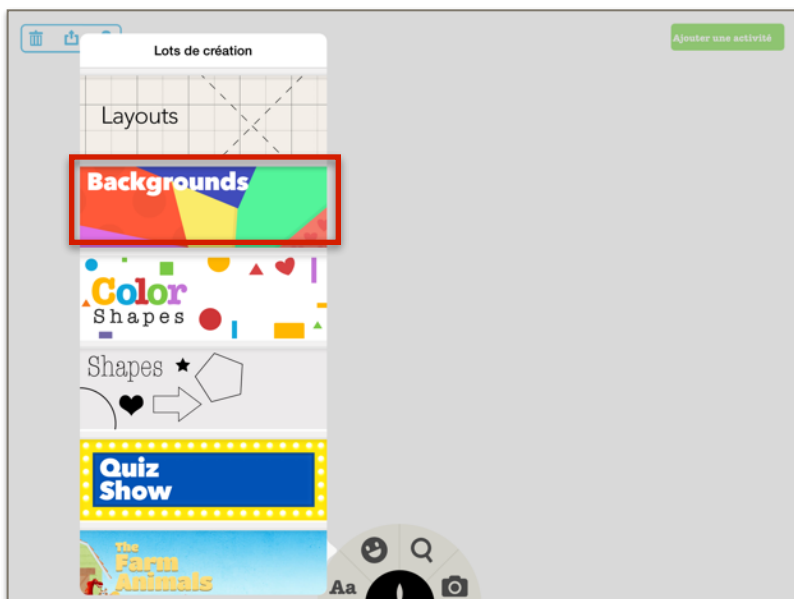 Lots de création
Ajouter une activité
Layouts
Backgrounds
Color
Shapes
Shapes
Quiz
Show
The
Farm
Animals
Aa